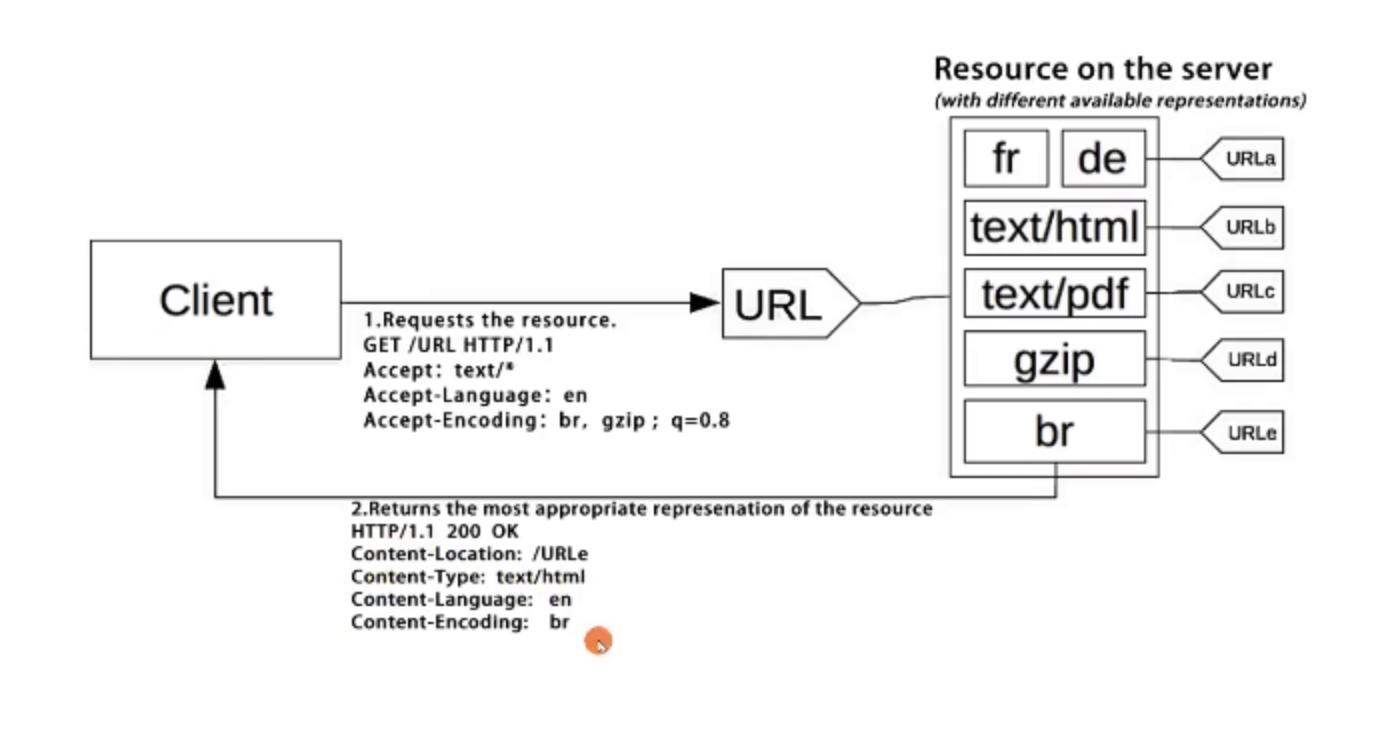 Resource on the server
(with different available representations)
fr
de
URLa
text/html
URLb
Client
URL
text/pdf
URLc
1.Requests the resource.
GET /URL HTTP/1.1
Accept: text/*
Accept-Language: en
Accept-Encoding: br, gzip ; q=0.8
gzip
URLd
br
URLe
2.Returns the most appropriate represenation of the resource
HTTP/1.1 200 OK
Content-Location: /URLe
Content-Type: text/html
Content-Language: en
Content-Encoding: br